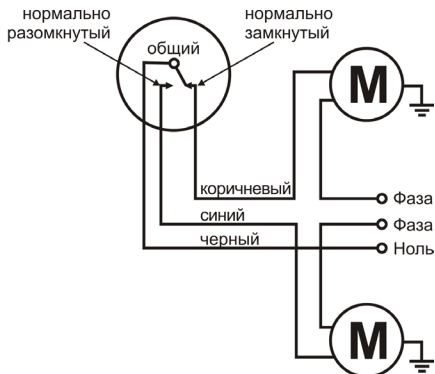 нормально
разомкнутый
нормально
замкнутый
общий
М
коричневый
Фаза
синий
Фаза
черный
Ноль
М